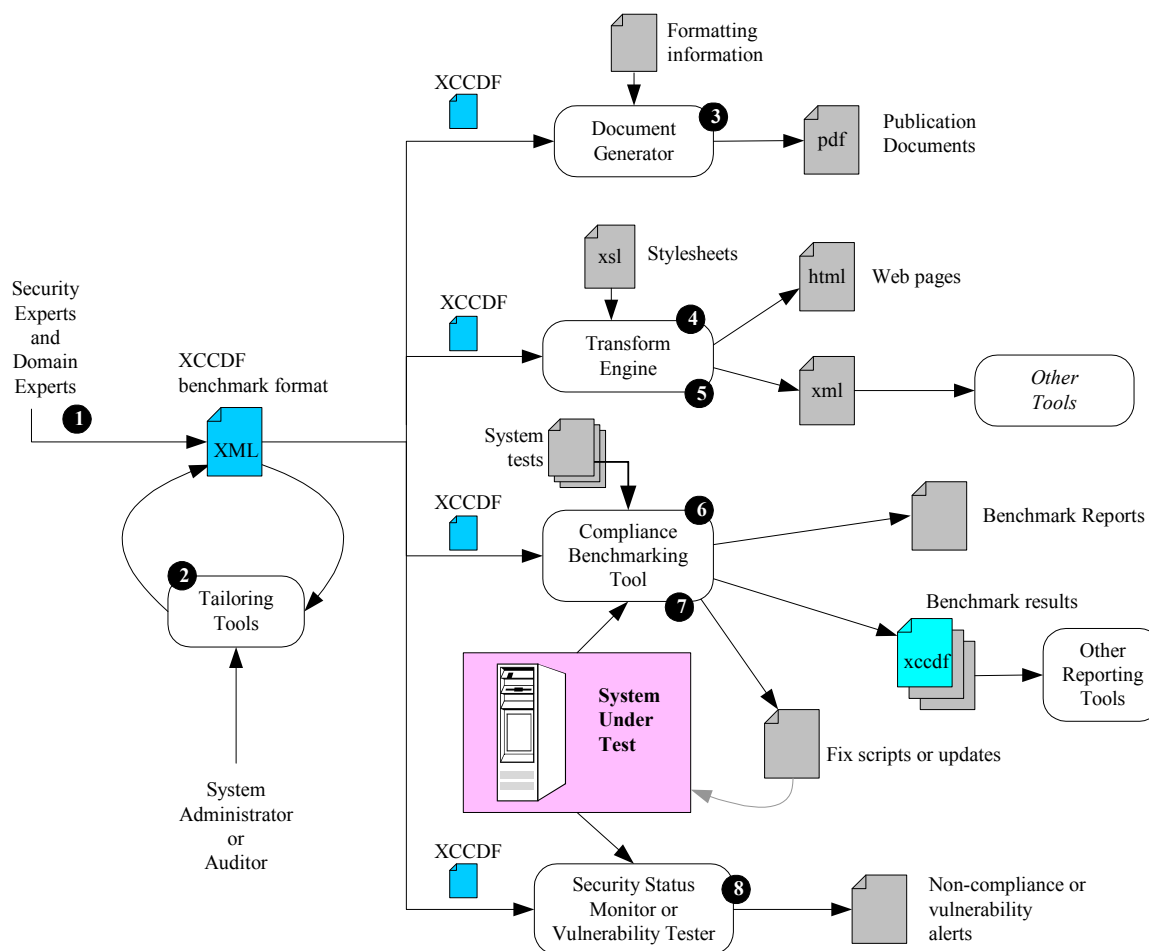 Formatting
information
XCCDF
3
Document
Generator
pdf
Publication
Documents
xsl
Stylesheets
html
Web pages
XCCDF
4
Transform
Engine
5
xml
Other
Tools
Security
Experts
and
Domain
Experts
1
XCCDF
benchmark format
XML
System
tests
XCCDF
6
Compliance
Benchmarking
Tool
7
Benchmark Reports
2
Tailoring
Tools
Benchmark results
xccdf
Other
Reporting
Tools
System
Under
Test
Fix scripts or updates
System
Administrator
or
Auditor
XCCDF
8
Security Status
Monitor or
Vulnerability Tester
Non-compliance or
vulnerability
alerts